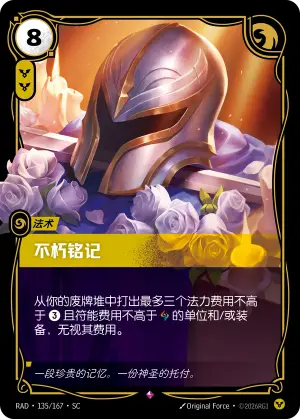 8
法术
不朽铭记
从你的废牌堆中打出最多三个法力费用不高
于 3 且符能费用不高于 的单位和/或装
备，无视其费用。
一段珍贵的记忆。一份神圣的托付。
RAD • 135/167 • SC
Original Force • ©2026RGI